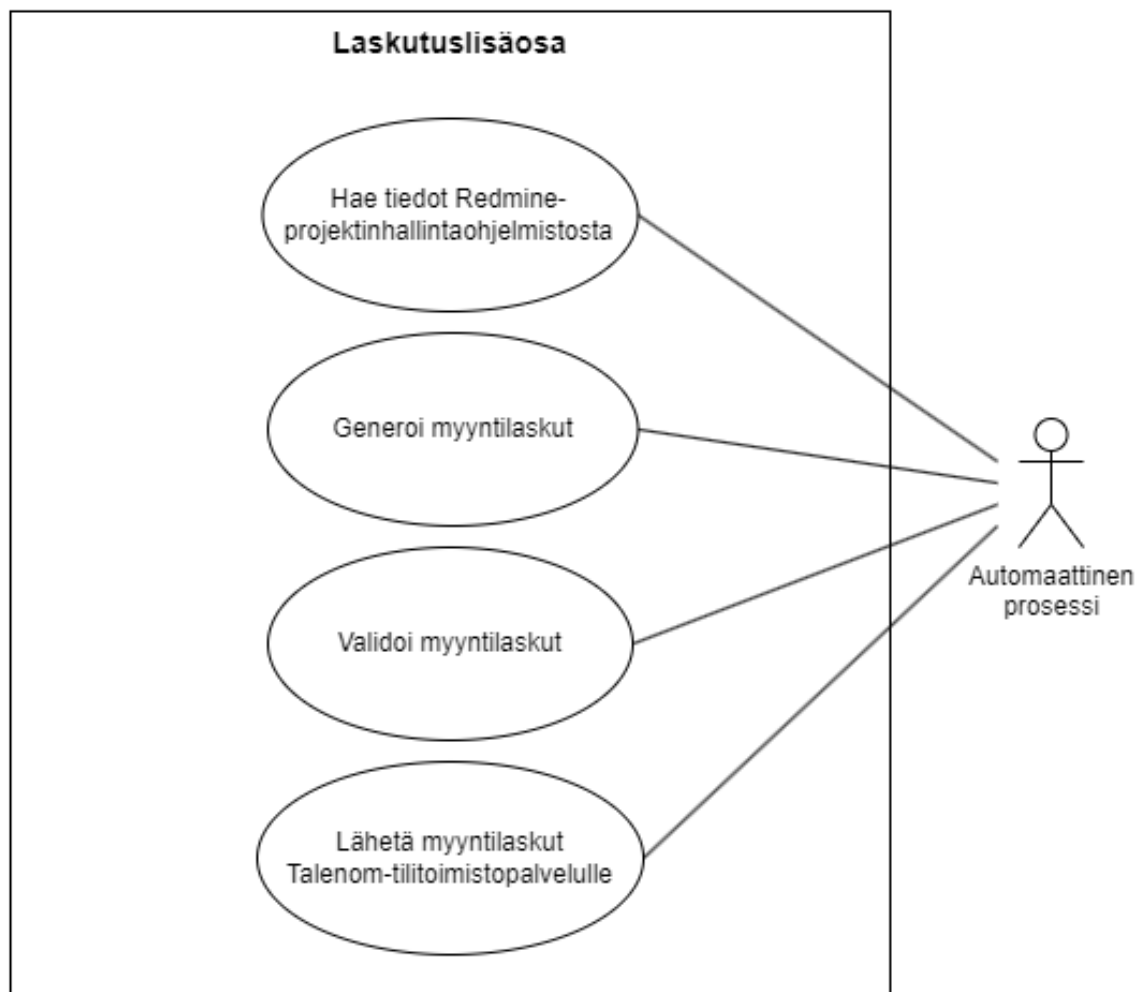 Laskutuslisäosa
Hae tiedot Redmine-
projektinhallintaohjelmistosta
Generoi myyntilaskut
Validoi myyntilaskut
Lähetä myyntilaskut
Talenom-tilitoimistopalvelulle
Automaattinen
prosessi